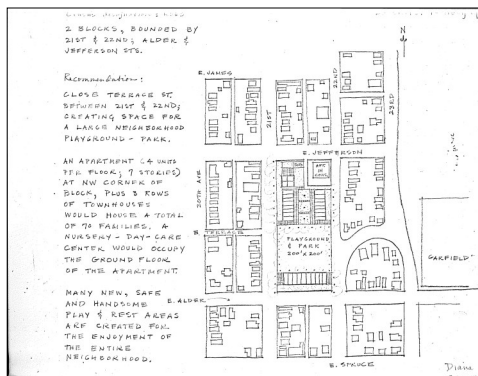 2 BLOCKS, BOUNDED BY
21ST & 22ND; ALDER &
JEFFERSON STS.
Recommendation:
CLOSE TERRACE ST.
BETWEEN 21ST & 22ND;
CREATING SPACE FOR
A LARGE NEIGHBORHOOD
PLAYGROUND - PARK.
AN APARTMENT (4 UNITS
PER FLOOR; 7 STORIES)
AT NW CORNER OF
BLOCK, PLUS 3 ROWS
OF TOWNHOUSES
WOULD HOUSE A TOTAL
OF 70 FAMILIES. A
NURSERY - DAY-CARE
CENTER WOULD OCCUPY
THE GROUND FLOOR
OF THE APARTMENT.
MANY NEW, SAFE
AND HANDSOME
PLAY & REST AREAS
ARE CREATED FOR
THE ENJOYMENT OF
THE ENTIRE
NEIGHBORHOOD.
N
E. JAMES
21ST
22ND
23RD
E. JEFFERSON
20TH AVE
E. TERRACE
PLAYGROUND
& PARK
200' X 200'
GARFIELD
E. ALDER
E. SPRUCE
Diana